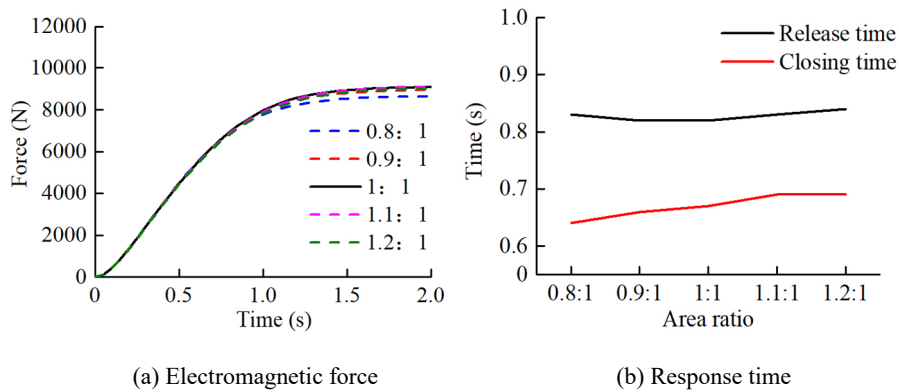 12000
10000
8000
6000
4000
2000
0
Force (N)
0.8：1
0.9：1
1：1
1.1：1
1.2：1
0 0.5 1.0 1.5 2.0
Time (s)
(a) Electromagnetic force
1.0
0.9
0.8
0.7
0.6
0
Time (s)
Release time
Closing time
0.8:1 0.9:1 1:1 1.1:1 1.2:1
Area ratio
(b) Response time